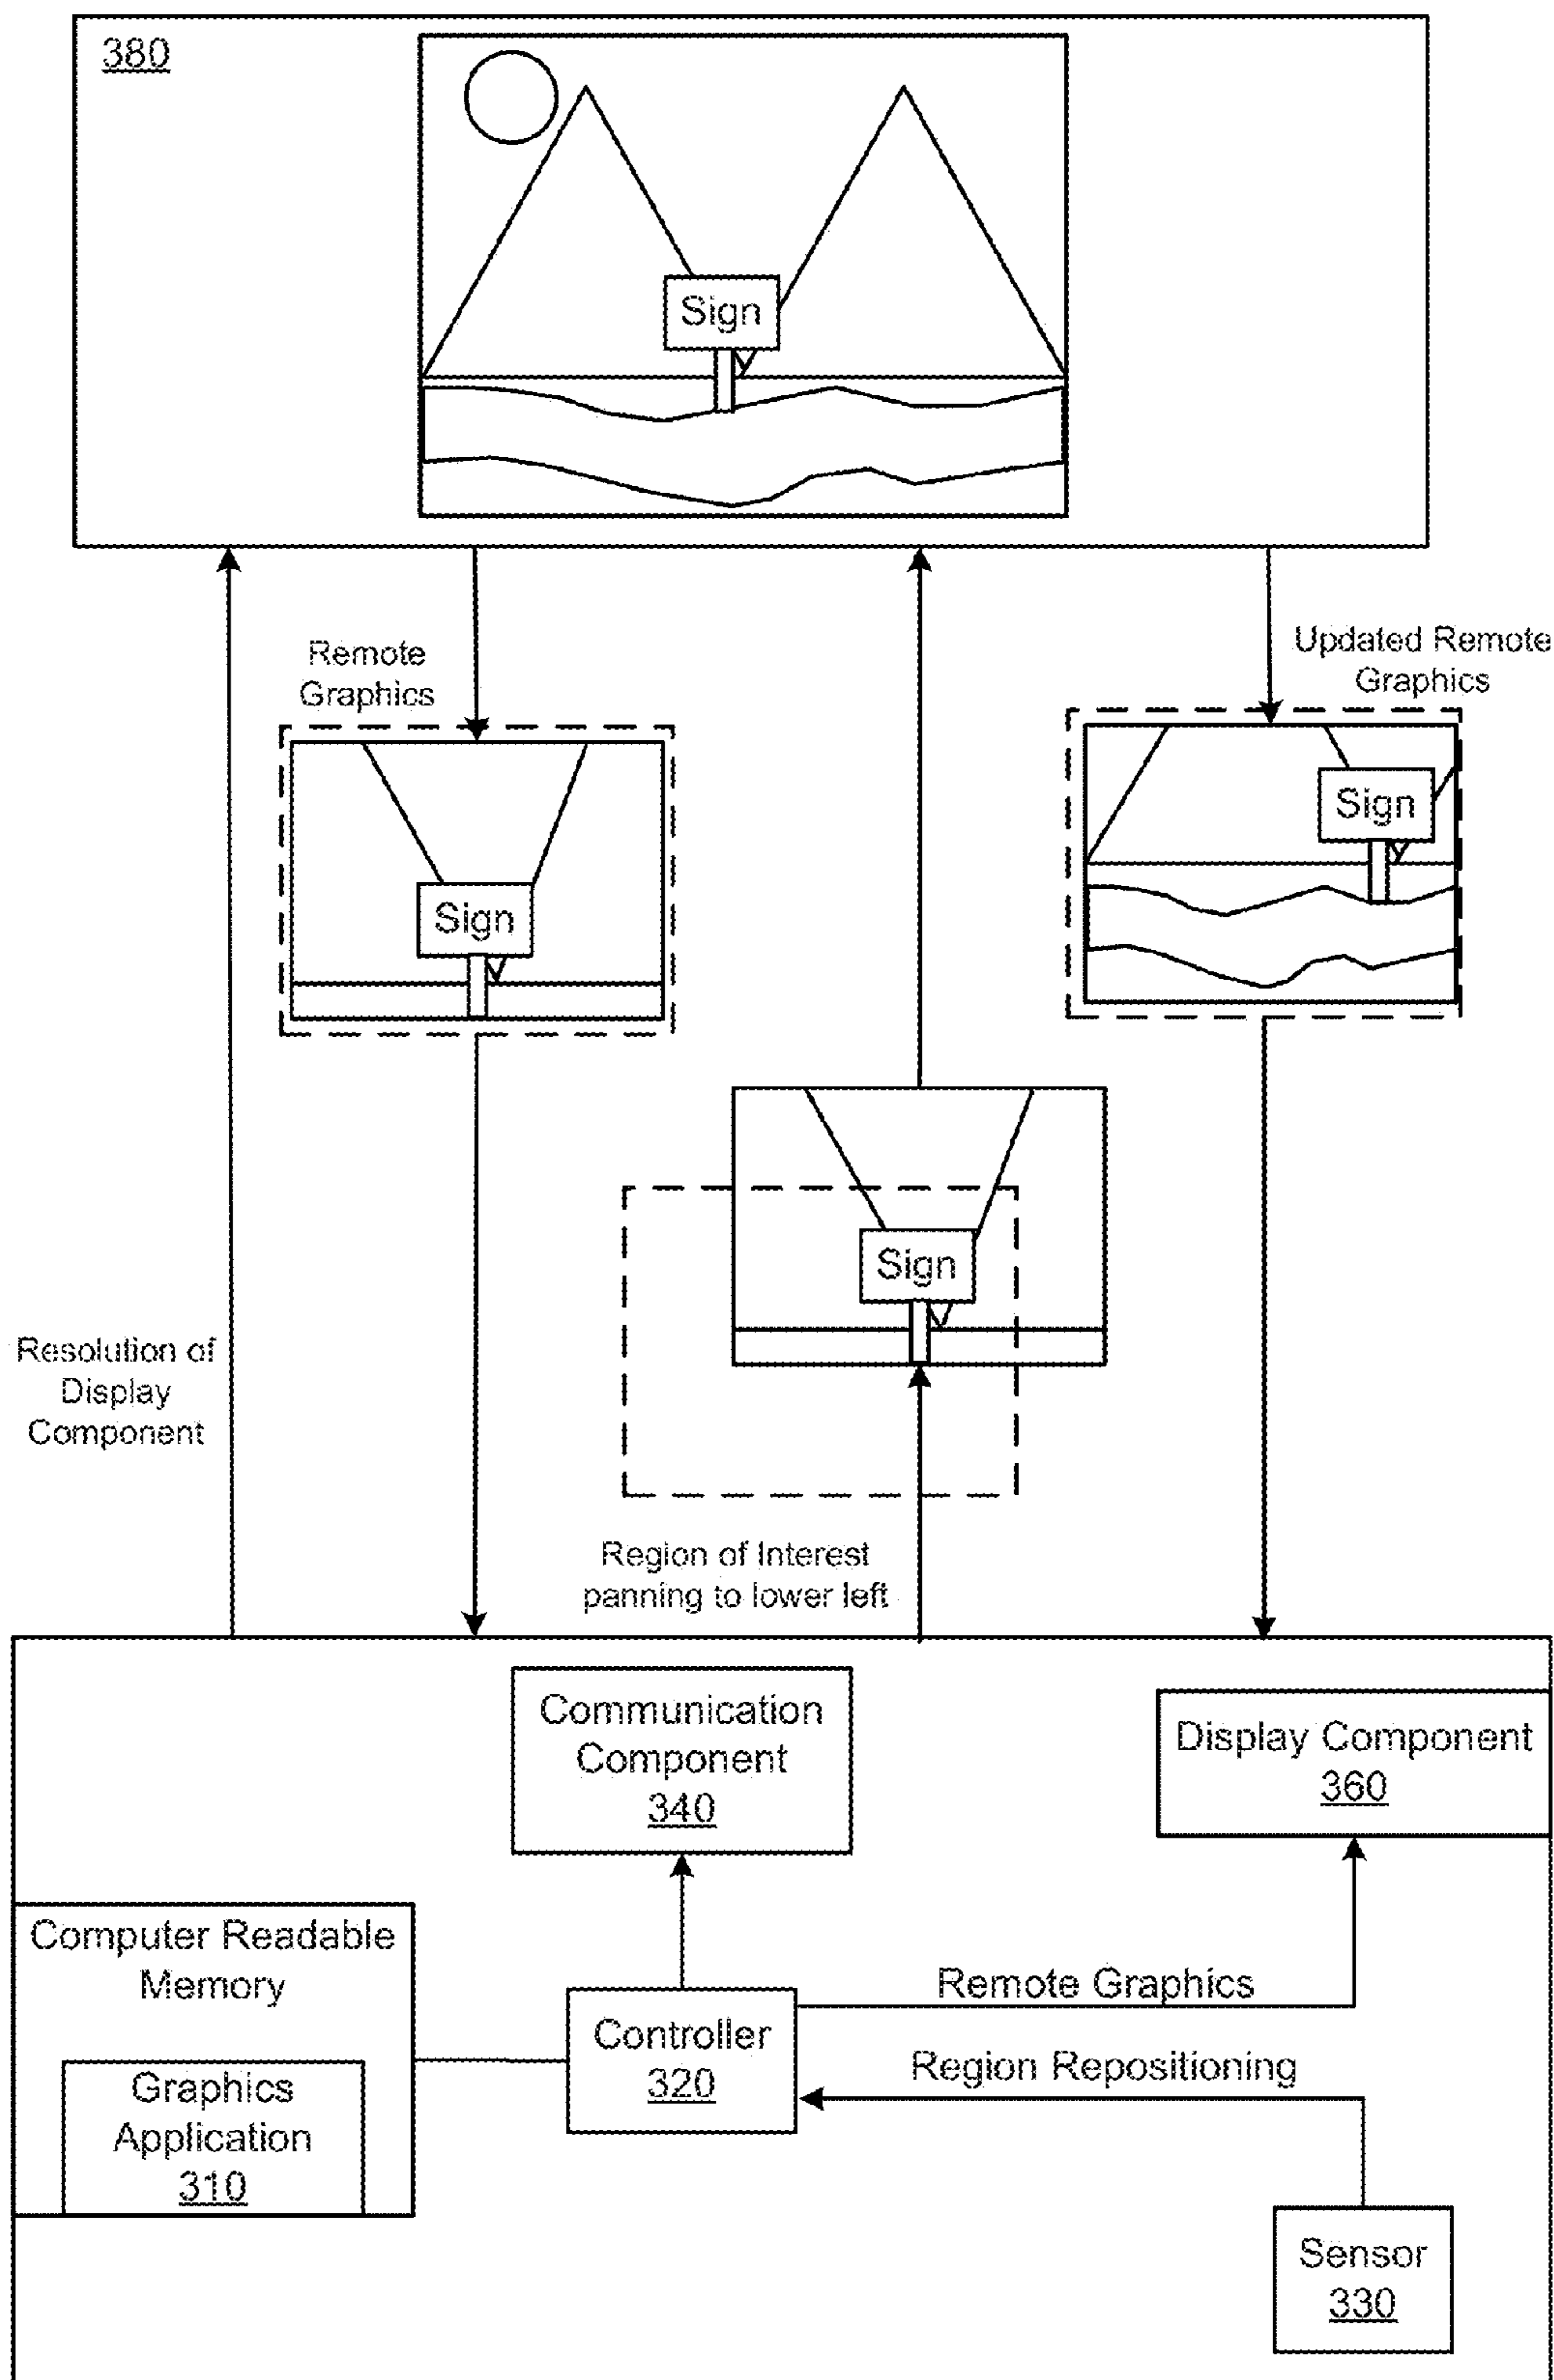 380
Sign
Remote
Graphics
Updated Remote
Graphics
Sign
Sign
Sign
Resolution of
Display
Component
Region of Interest
panning to lower left
Communication
Component
340
Display Component
360
Computer Readable
Memory
Graphics
Application
310
Controller
320
Remote Graphics
Region Repositioning
Sensor
330